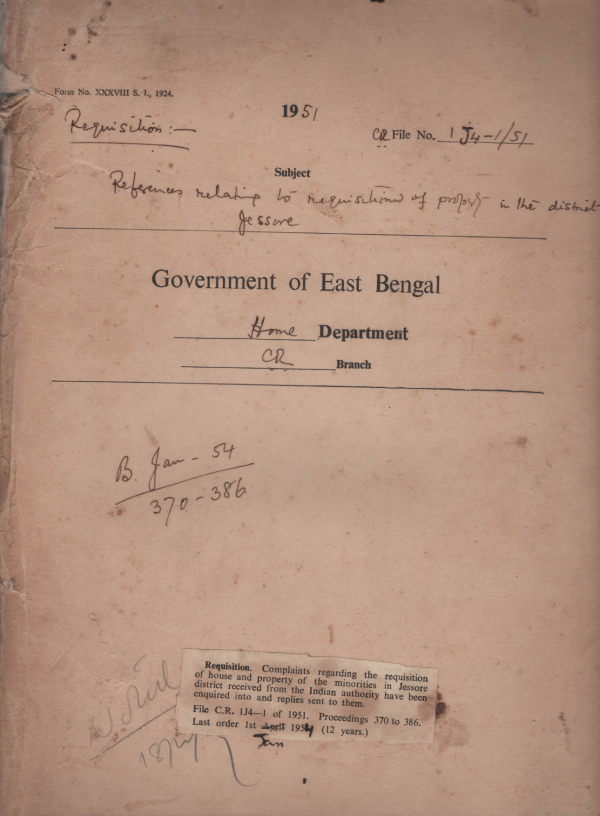 Form No. XXXVIII S. I., 1924.
1951
Requisition:—
CR File No. 1J4-1/51
Subject
References relating to requisition of property in the district
Jessore
Government of East Bengal
Home Department
CR Branch
B. Jan - 54
370-386
Requisition. Complaints regarding the requisition
of house and property of the minorities in Jessore
district received from the Indian authority have been
enquired into and replies sent to them.
File C.R. 1J4—1 of 1951. Proceedings 370 to 386.
Last order 1st April 1954 (12 years.)
Jan